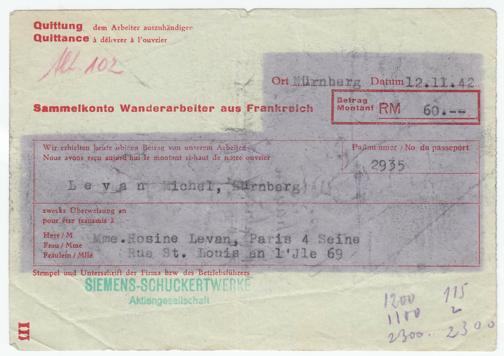 Quittung dem Arbeiter auszuhändigen
Quittance à délivrer à l'ouvrier
102
Ort Nürnberg Datum 12.11.42
Sammelkonto Wanderarbeiter aus Frankreich
Betrag
Montant RM 60.--
Wir erhielten heute obigen Betrag von unserem Arbeiter
Nous avons reçu aujourd'hui le montant ci-haut de notre ouvrier
Paßnummer / No du passeport
2935
Levan Michel, Nürnberg
zwecks Überweisung an
pour être transmis à
Herr / M
Frau / Mme
Fräulein / Mlle
Mme. Rosine Levan, Paris 4 Seine
Rue St. Louis en l'Jle 69
Stempel und Unterschrift der Firma bzw. des Betriebsführers
SIEMENS-SCHUCKERTWERKE
Aktiengesellschaft
III
1200 115
1100 2
2300. 2300